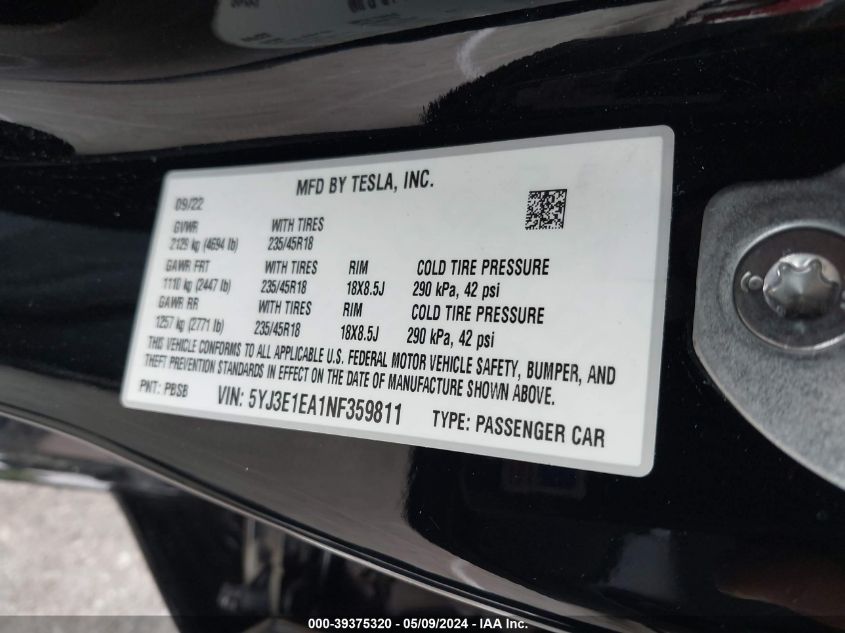 MFD BY TESLA, INC.
09/22
GVWR WITH TIRES
2129 kg (4694 lb) 235/45R18
GAWR FRT WITH TIRES RIM COLD TIRE PRESSURE
1110 kg (2447 lb) 235/45R18 18X8.5J 290 kPa, 42 psi
GAWR RR WITH TIRES RIM COLD TIRE PRESSURE
1257 kg (2771 lb) 235/45R18 18X8.5J 290 kPa, 42 psi
THIS VEHICLE CONFORMS TO ALL APPLICABLE U.S. FEDERAL MOTOR VEHICLE SAFETY, BUMPER, AND
THEFT PREVENTION STANDARDS IN EFFECT ON THE DATE OF MANUFACTURE SHOWN ABOVE.
PNT: PBSB VIN: 5YJ3E1EA1NF359811 TYPE: PASSENGER CAR
000-39375320 - 05/09/2024 - IAA Inc.